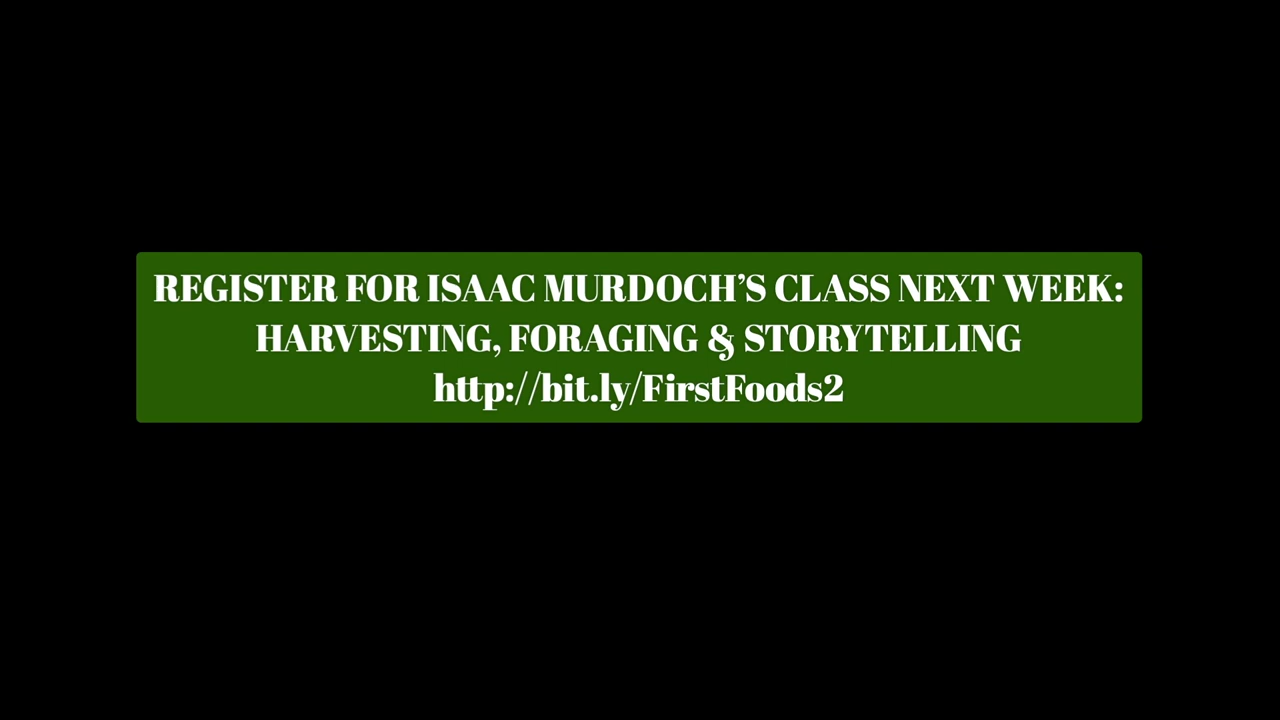 REGISTER FOR ISAAC MURDOCH’S CLASS NEXT WEEK:
HARVESTING, FORAGING & STORYTELLING
http://bit.ly/FirstFoods2